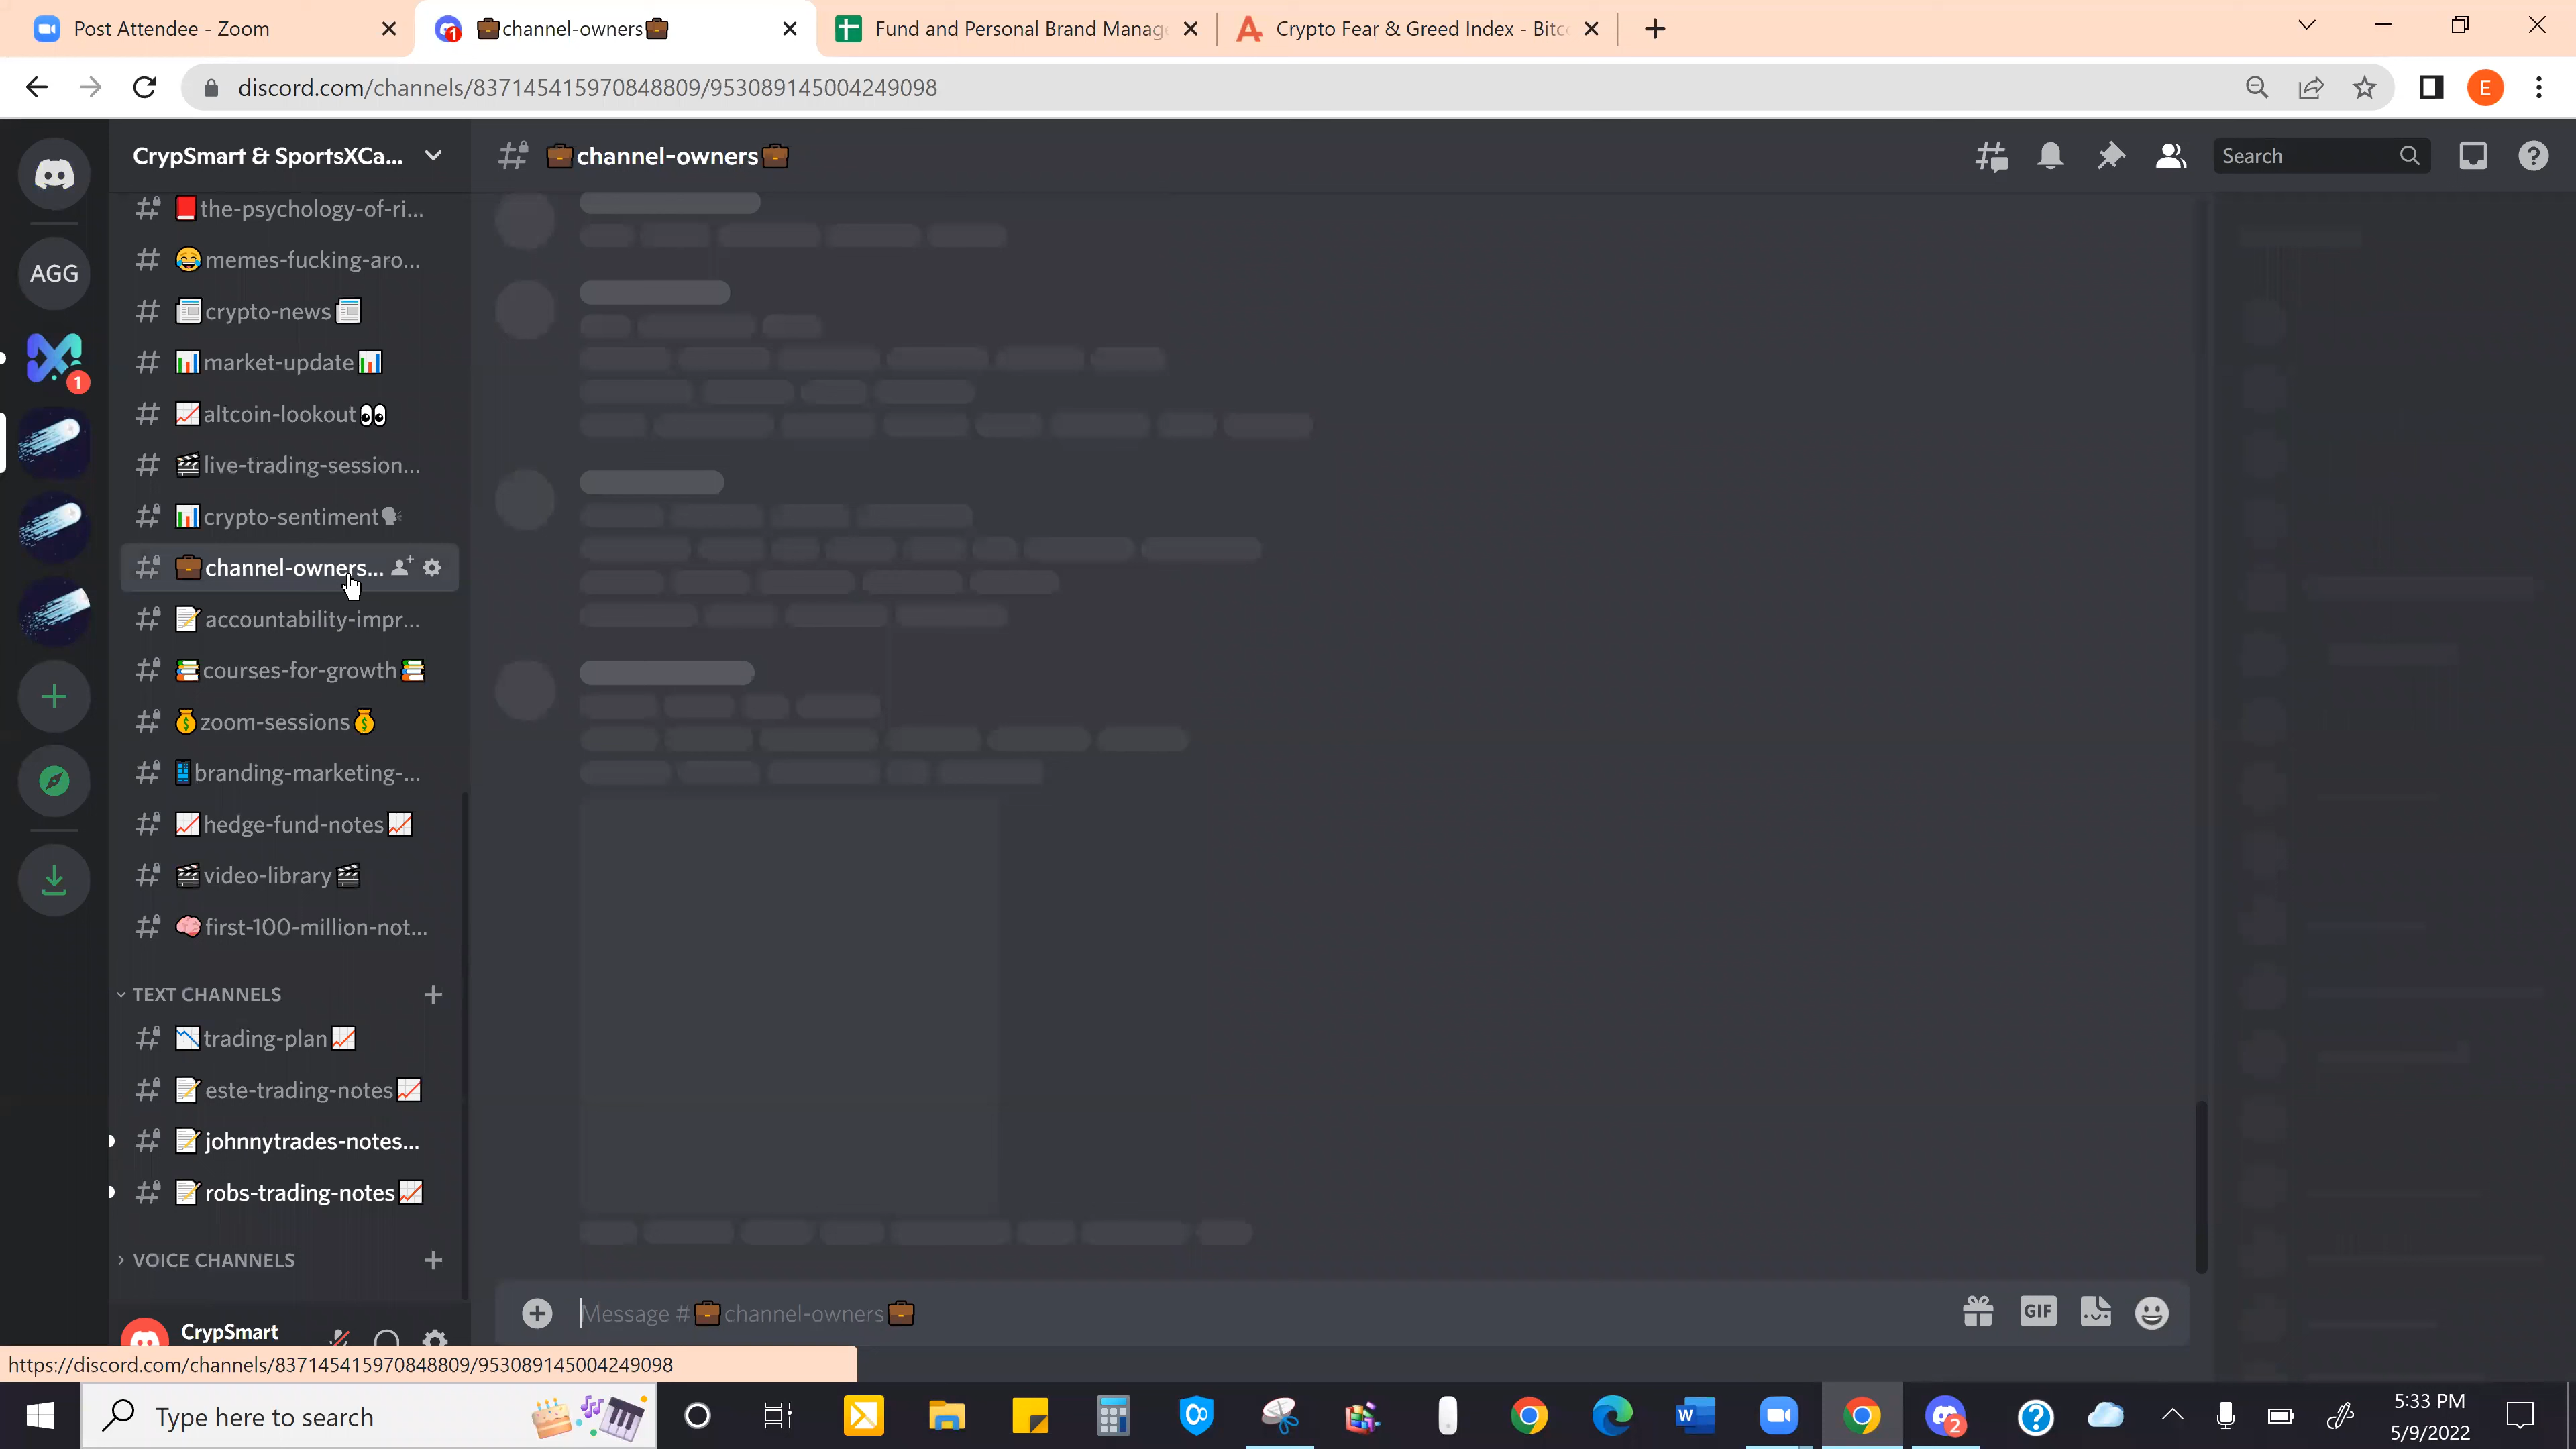 Post Attendee - Zoom
💼channel-owners💼
Fund and Personal Brand Manag
Crypto Fear & Greed Index - Bitc
discord.com/channels/837145415970848809/953089145004249098
E
CrypSmart & SportsXCa...
💼channel-owners💼
Search
AGG
1
📕the-psychology-of-ri...
😂memes-fucking-aro...
📰crypto-news📰
📊market-update📊
📈altcoin-lookout👀
🎬live-trading-session...
📊crypto-sentiment🗣
💼channel-owners...
📝accountability-impr...
📚courses-for-growth📚
💰zoom-sessions💰
📱branding-marketing-...
📈hedge-fund-notes📈
🎬video-library🎬
🧠first-100-million-not...
TEXT CHANNELS
📉trading-plan📈
📝este-trading-notes📈
📝johnnytrades-notes...
📝robs-trading-notes📈
VOICE CHANNELS
Message #💼channel-owners💼
GIF
CrypSmart
https://discord.com/channels/837145415970848809/953089145004249098
Type here to search
2
5:33 PM
5/9/2022